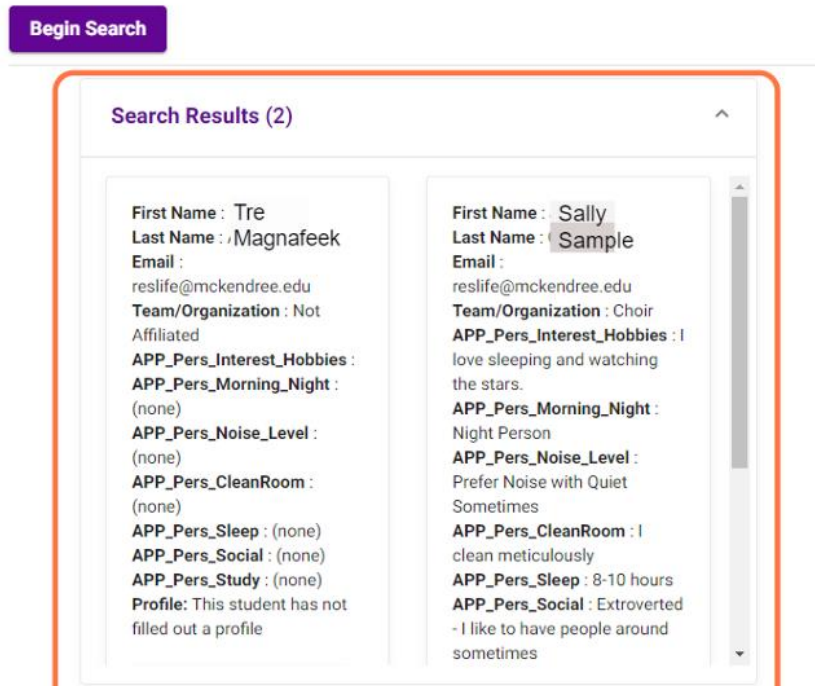 Begin Search
Search Results (2)
First Name : Tre
Last Name : Magnafeek
Email :
reslife@mckendree.edu
Team/Organization : Not
Affiliated
APP_Pers_Interest_Hobbies :
APP_Pers_Morning_Night :
(none)
APP_Pers_Noise_Level :
(none)
APP_Pers_CleanRoom :
(none)
APP_Pers_Sleep : (none)
APP_Pers_Social : (none)
APP_Pers_Study : (none)
Profile: This student has not
filled out a profile
First Name : Sally
Last Name : Sample
Email :
reslife@mckendree.edu
Team/Organization : Choir
APP_Pers_Interest_Hobbies : I
love sleeping and watching
the stars.
APP_Pers_Morning_Night :
Night Person
APP_Pers_Noise_Level :
Prefer Noise with Quiet
Sometimes
APP_Pers_CleanRoom : I
clean meticulously
APP_Pers_Sleep : 8-10 hours
APP_Pers_Social : Extroverted
- I like to have people around
sometimes